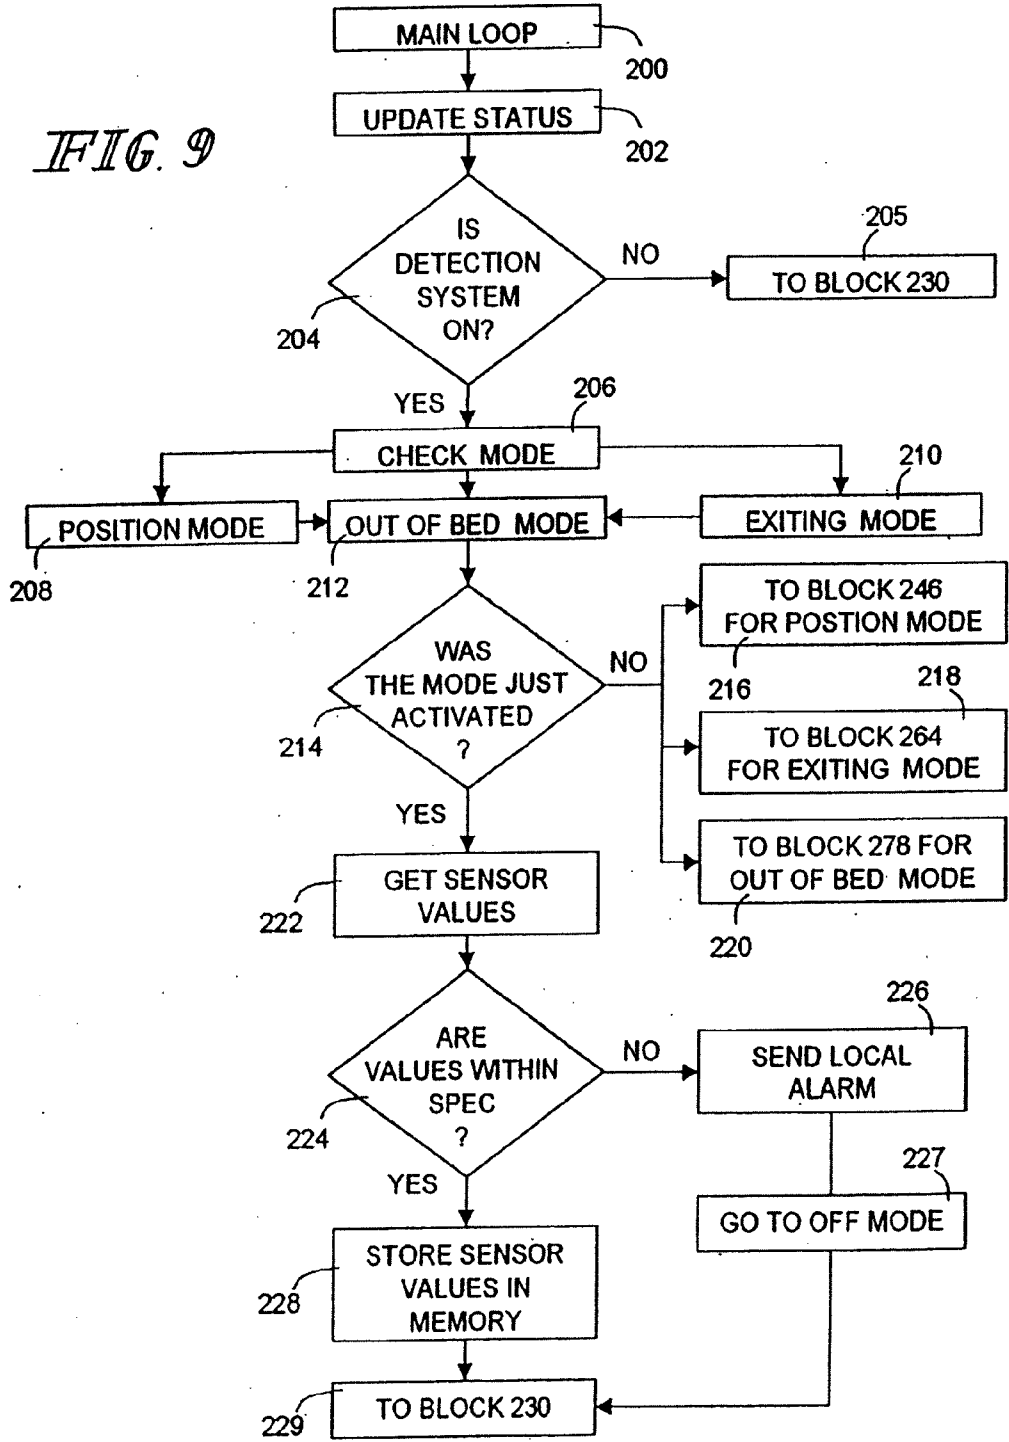 FIG. 9
MAIN LOOP
200
UPDATE STATUS
202
IS
DETECTION
SYSTEM
ON?
204
NO
205
TO BLOCK 230
YES
206
CHECK MODE
POSITION MODE
208
OUT OF BED MODE
212
210
EXITING MODE
WAS
THE MODE JUST
ACTIVATED
?
214
NO
TO BLOCK 246
FOR POSTION MODE
216
218
TO BLOCK 264
FOR EXITING MODE
TO BLOCK 278 FOR
OUT OF BED MODE
220
YES
GET SENSOR
VALUES
222
ARE
VALUES WITHIN
SPEC
?
224
NO
226
SEND LOCAL
ALARM
227
GO TO OFF MODE
YES
STORE SENSOR
VALUES IN
MEMORY
228
TO BLOCK 230
229